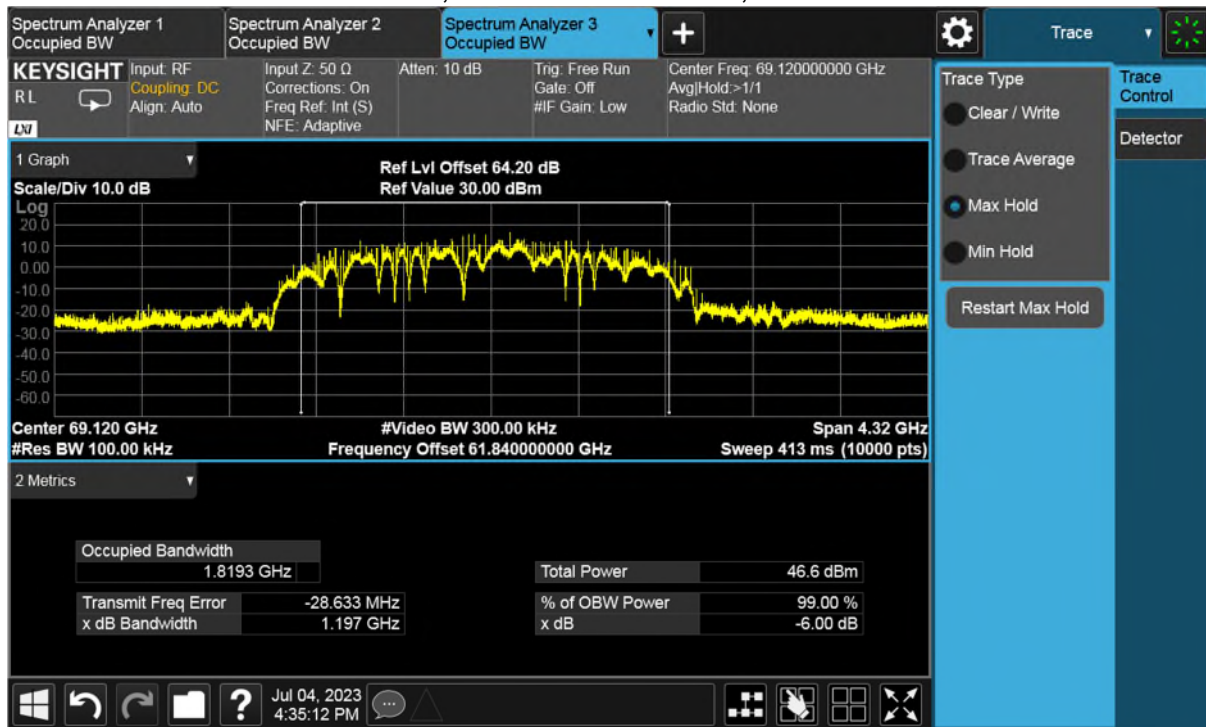 Spectrum Analyzer 1
Occupied BW
Spectrum Analyzer 2
Occupied BW
Spectrum Analyzer 3
Occupied BW
Trace
KEYSIGHT
RL
LXI
Input: RF
Coupling: DC
Align: Auto
Input Z: 50 Ω
Corrections: On
Freq Ref: Int (S)
NFE: Adaptive
Atten: 10 dB
Trig: Free Run
Gate: Off
#IF Gain: Low
Center Freq: 69.120000000 GHz
Avg|Hold:>1/1
Radio Std: None
Trace Type
Clear / Write
Trace Average
Max Hold
Min Hold
Restart Max Hold
Trace
Control
Detector
1 Graph
Scale/Div 10.0 dB
Ref Lvl Offset 64.20 dB
Ref Value 30.00 dBm
Log
20.0
10.0
0.00
-10.0
-20.0
-30.0
-40.0
-50.0
-60.0
Center 69.120 GHz
#Video BW 300.00 kHz
Span 4.32 GHz
#Res BW 100.00 kHz
Frequency Offset 61.840000000 GHz
Sweep 413 ms (10000 pts)
2 Metrics
Occupied Bandwidth
1.8193 GHz
Total Power 46.6 dBm
Transmit Freq Error -28.633 MHz
% of OBW Power 99.00 %
x dB Bandwidth 1.197 GHz
x dB -6.00 dB
?
Jul 04, 2023
4:35:12 PM